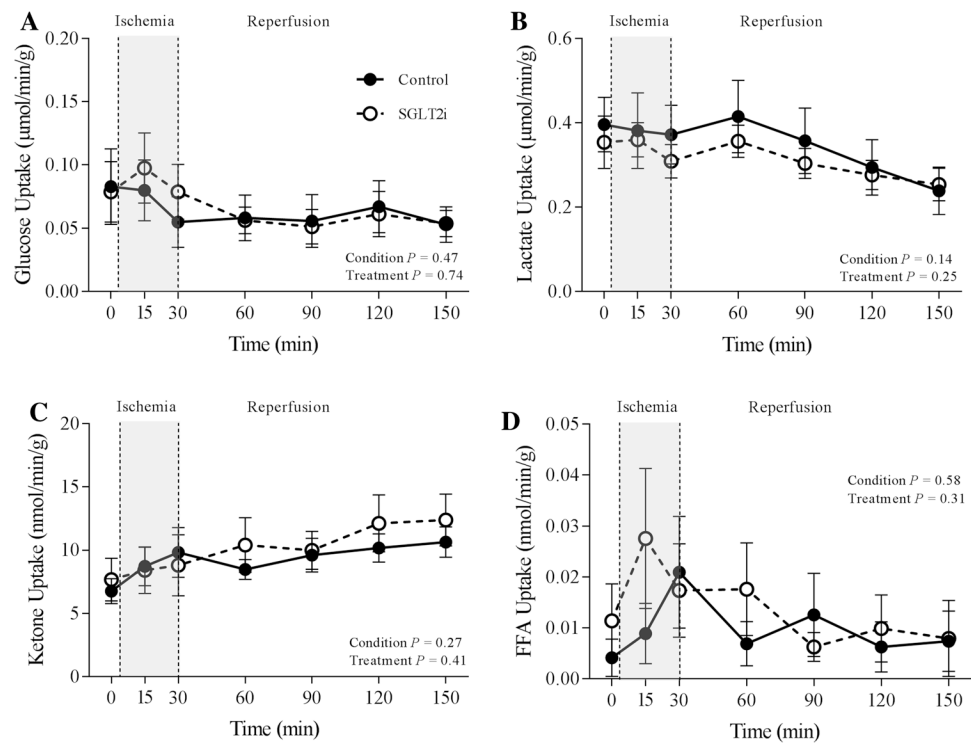 A
Ischemia
Reperfusion
0.20
0.15
0.10
0.05
0.00
Glucose Uptake (μmol/min/g)
Control
SGLT2i
Condition P = 0.47
Treatment P = 0.74
0 15 30 60 90 120 150
Time (min)
B
Ischemia
Reperfusion
0.6
0.4
0.2
0.0
Lactate Uptake (μmol/min/g)
Condition P = 0.14
Treatment P = 0.25
0 15 30 60 90 120 150
Time (min)
C
Ischemia
Reperfusion
20
15
10
5
0
Ketone Uptake (nmol/min/g)
Condition P = 0.27
Treatment P = 0.41
0 15 30 60 90 120 150
Time (min)
D
Ischemia
Reperfusion
0.05
0.04
0.03
0.02
0.01
0.00
FFA Uptake (nmol/min/g)
Condition P = 0.58
Treatment P = 0.31
0 15 30 60 90 120 150
Time (min)